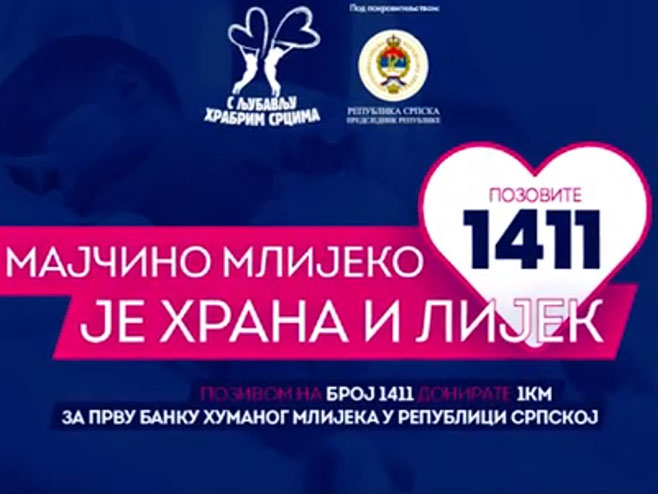 Под покровитељством:
С ЉУБАВЉУ
ХРАБРИМ СРЦИМА
РЕПУБЛИКА СРПСКА
ПРЕДСЈЕДНИК РЕПУБЛИКЕ
ПОЗОВИТЕ
1411
МАЈЧИНО МЛИЈЕКО
ЈЕ ХРАНА И ЛИЈЕК
ПОЗИВОМ НА БРОЈ 1411 ДОНИРАТЕ 1КМ
ЗА ПРВУ БАНКУ ХУМАНОГ МЛИЈЕКА У РЕПУБЛИЦИ СРПСКОЈ